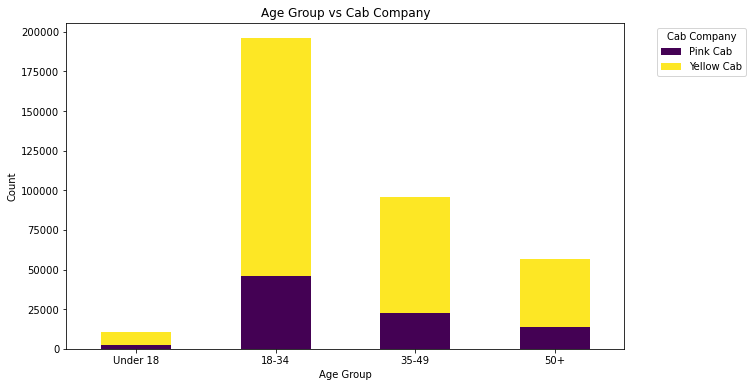 Age Group vs Cab Company
Cab Company
Pink Cab
Yellow Cab
200000
175000
150000
125000
100000
75000
50000
25000
0
Count
Under 18
18-34
35-49
50+
Age Group